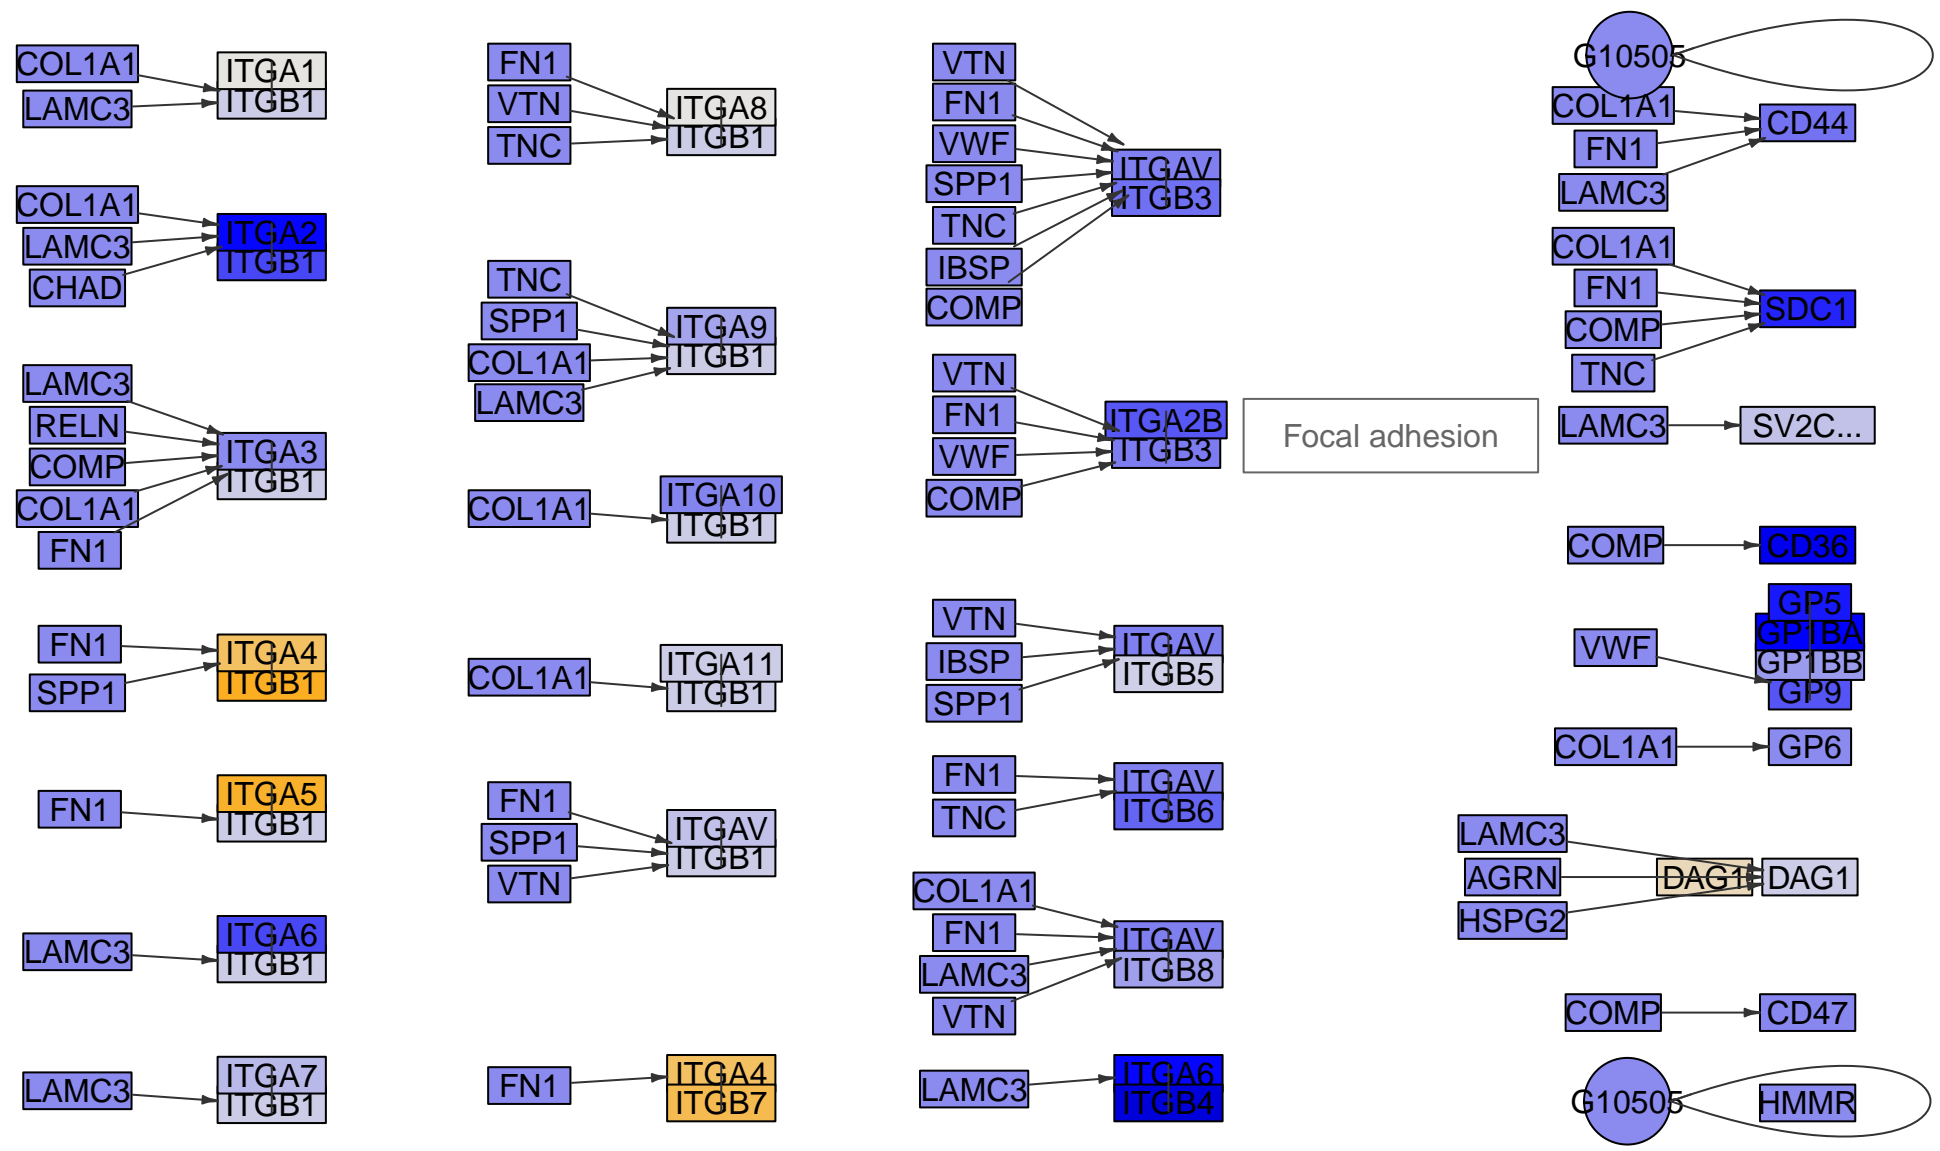 COL1A1
LAMC3
ITGA1
ITGB1
COL1A1
LAMC3
CHAD
ITGA2
ITGB1
LAMC3
RELN
COMP
COL1A1
FN1
ITGA3
ITGB1
FN1
SPP1
ITGA4
ITGB1
FN1
ITGA5
ITGB1
LAMC3
ITGA6
ITGB1
LAMC3
ITGA7
ITGB1
FN1
VTN
TNC
ITGA8
ITGB1
TNC
SPP1
COL1A1
LAMC3
ITGA9
ITGB1
COL1A1
ITGA10
ITGB1
COL1A1
ITGA11
ITGB1
FN1
SPP1
VTN
ITGAV
ITGB1
FN1
ITGA4
ITGB7
VTN
FN1
VWF
SPP1
TNC
IBSP
COMP
ITGAV
ITGB3
VTN
FN1
VWF
COMP
ITGA2B
ITGB3
Focal adhesion
VTN
IBSP
SPP1
ITGAV
ITGB5
FN1
TNC
ITGAV
ITGB6
COL1A1
FN1
LAMC3
VTN
ITGAV
ITGB8
LAMC3
ITGA6
ITGB4
G10505
COL1A1
FN1
LAMC3
CD44
COL1A1
FN1
COMP
TNC
SDC1
LAMC3
SV2C...
COMP
CD36
VWF
GP5
GP1BA
GP1BB
GP9
COL1A1
GP6
LAMC3
AGRN
HSPG2
DAG1
DAG1
COMP
CD47
G10505
HMMR